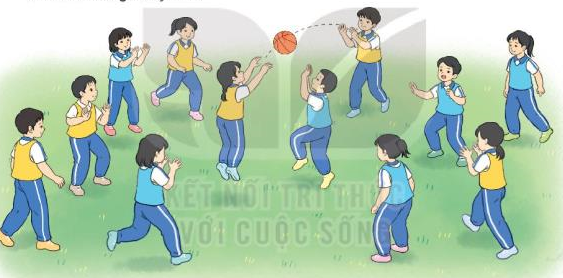 KẾT NỐI TRI THỨC
VỚI CUỘC SỐNG